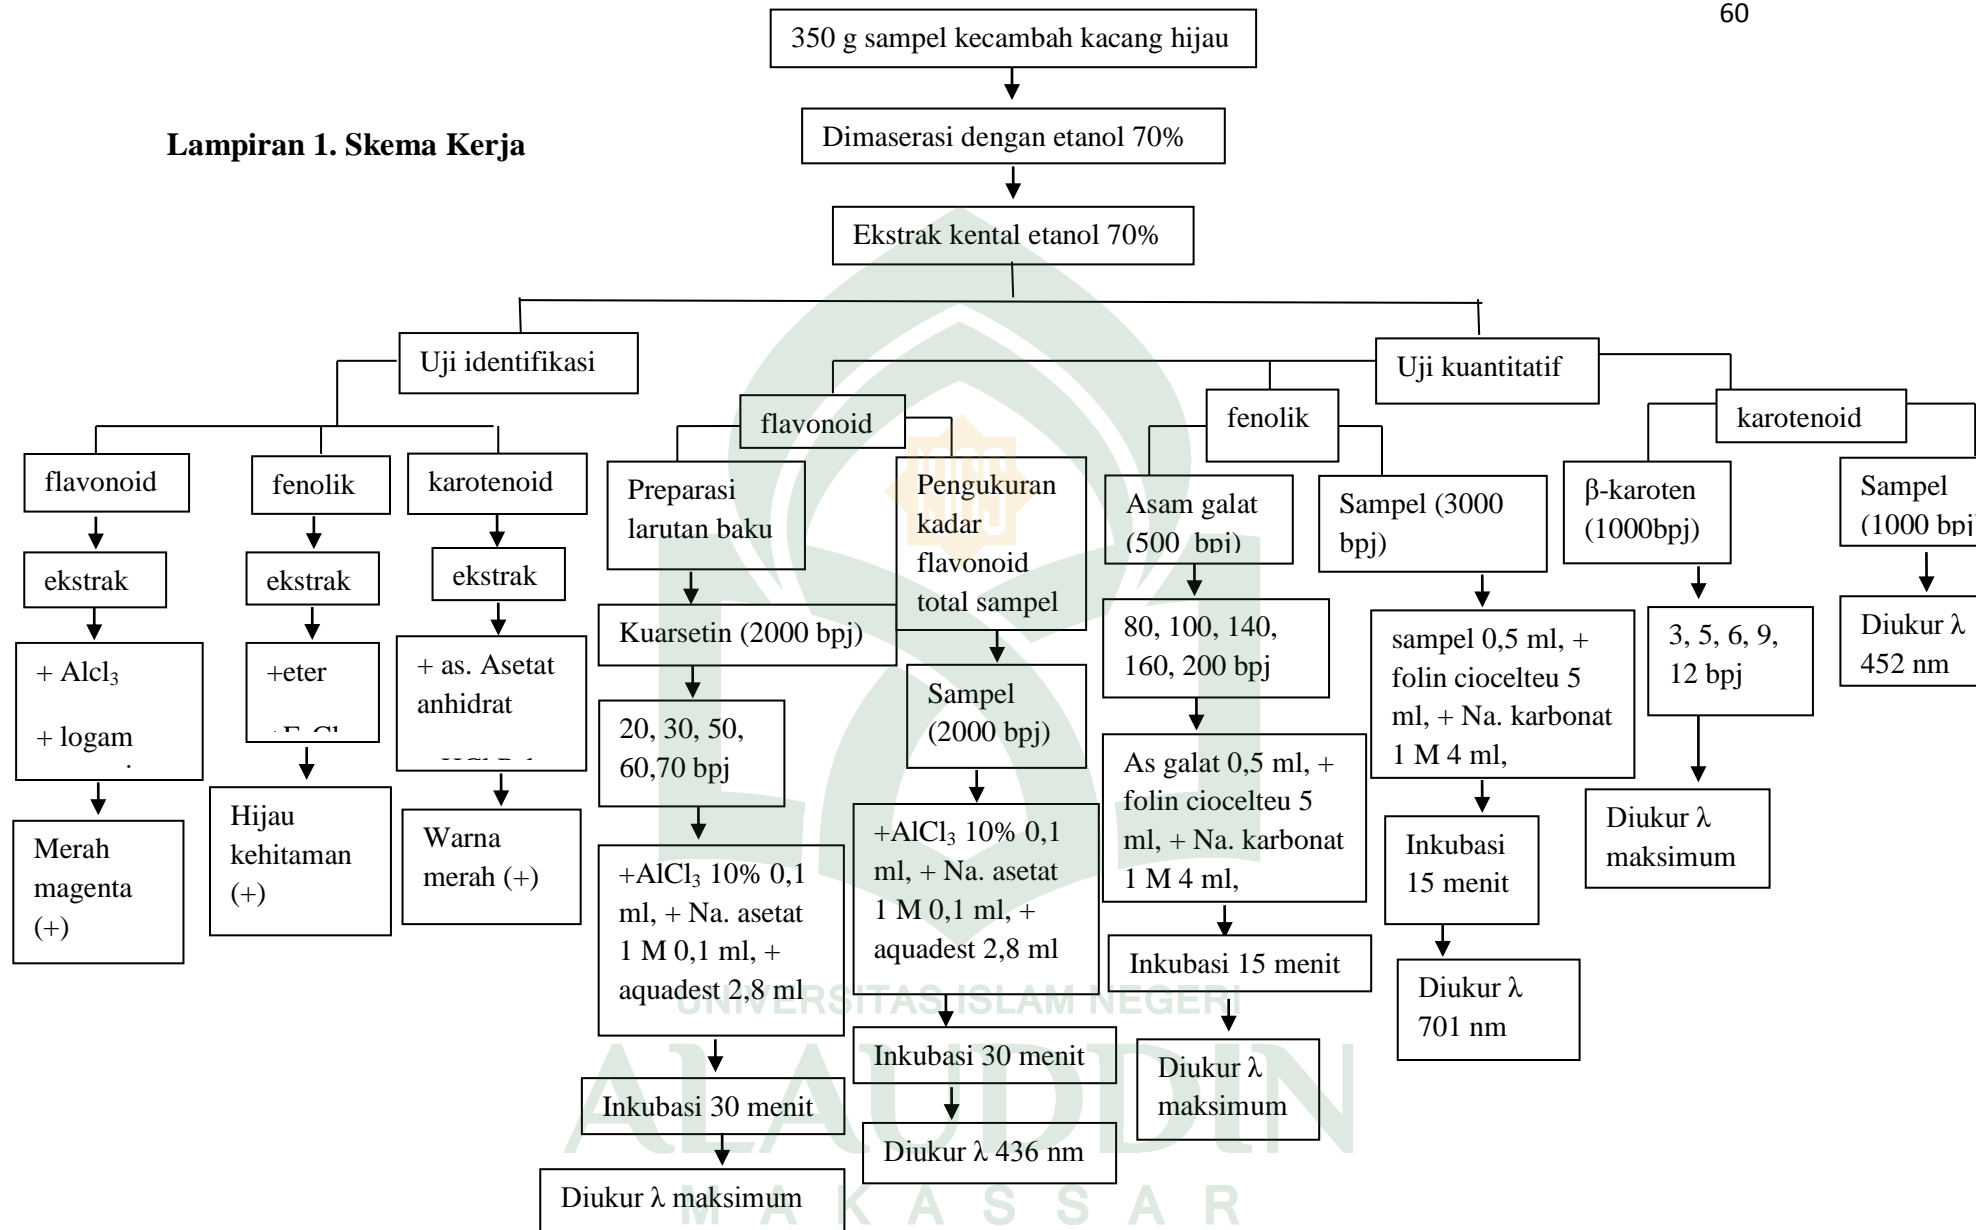 60
350 g sampel kecambah kacang hijau
Lampiran 1. Skema Kerja
Dimaserasi dengan etanol 70%
Ekstrak kental etanol 70%
Uji identifikasi
flavonoid
ekstrak
+ Alcl₃
+ logam
Merah
magenta
(+)
fenolik
ekstrak
+eter
Hijau
kehitaman
(+)
karotenoid
ekstrak
+ as. Asetat
anhidrat
Warna
merah (+)
Uji kuantitatif
flavonoid
Preparasi
larutan baku
Kuarsetin (2000 bpj)
20, 30, 50,
60,70 bpj
+AlCl₃ 10% 0,1
ml, + Na. asetat
1 M 0,1 ml, +
aquadest 2,8 ml
Inkubasi 30 menit
Diukur λ maksimum
Pengukuran
kadar
flavonoid
total sampel
Sampel
(2000 bpj)
+AlCl₃ 10% 0,1
ml, + Na. asetat
1 M 0,1 ml, +
aquadest 2,8 ml
Inkubasi 30 menit
Diukur λ 436 nm
fenolik
Asam galat
(500 bpj)
80, 100, 140,
160, 200 bpj
As galat 0,5 ml, +
folin ciocelteu 5
ml, + Na. karbonat
1 M 4 ml,
Inkubasi 15 menit
Diukur λ
maksimum
Sampel (3000
bpj)
sampel 0,5 ml, +
folin ciocelteu 5
ml, + Na. karbonat
1 M 4 ml,
Inkubasi
15 menit
Diukur λ
701 nm
karotenoid
β-karoten
(1000bpj)
3, 5, 6, 9,
12 bpj
Diukur λ
maksimum
Sampel
(1000 bpj)
Diukur λ
452 nm
UNIVERSITAS ISLAM NEGERI
ALAUDDIN
MAKASSAR